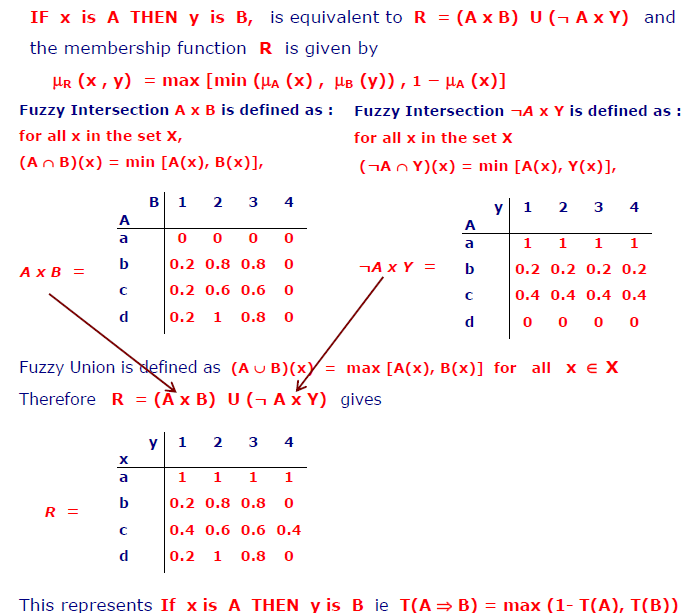 IF x is A THEN y is B, is equivalent to R = (A x B) U (¬ A x Y) and
the membership function R is given by
μR (x , y) = max [min (μA (x) , μB (y)) , 1 − μA (x)]
Fuzzy Intersection A x B is defined as :
for all x in the set X,
(A ∩ B)(x) = min [A(x), B(x)],
Fuzzy Intersection ¬A x Y is defined as :
for all x in the set X
(¬A ∩ Y)(x) = min [A(x), Y(x)],
A x B =
B 1 2 3 4
A
a 0 0 0 0
b 0.2 0.8 0.8 0
c 0.2 0.6 0.6 0
d 0.2 1 0.8 0
¬A x Y =
y 1 2 3 4
A
a 1 1 1 1
b 0.2 0.2 0.2 0.2
c 0.4 0.4 0.4 0.4
d 0 0 0 0
Fuzzy Union is defined as (A ∪ B)(x) = max [A(x), B(x)] for all x ∈ X
Therefore R = (A x B) U (¬ A x Y) gives
R =
y 1 2 3 4
x
a 1 1 1 1
b 0.2 0.8 0.8 0
c 0.4 0.6 0.6 0.4
d 0.2 1 0.8 0
This represents If x is A THEN y is B ie T(A ⇒ B) = max (1- T(A), T(B))